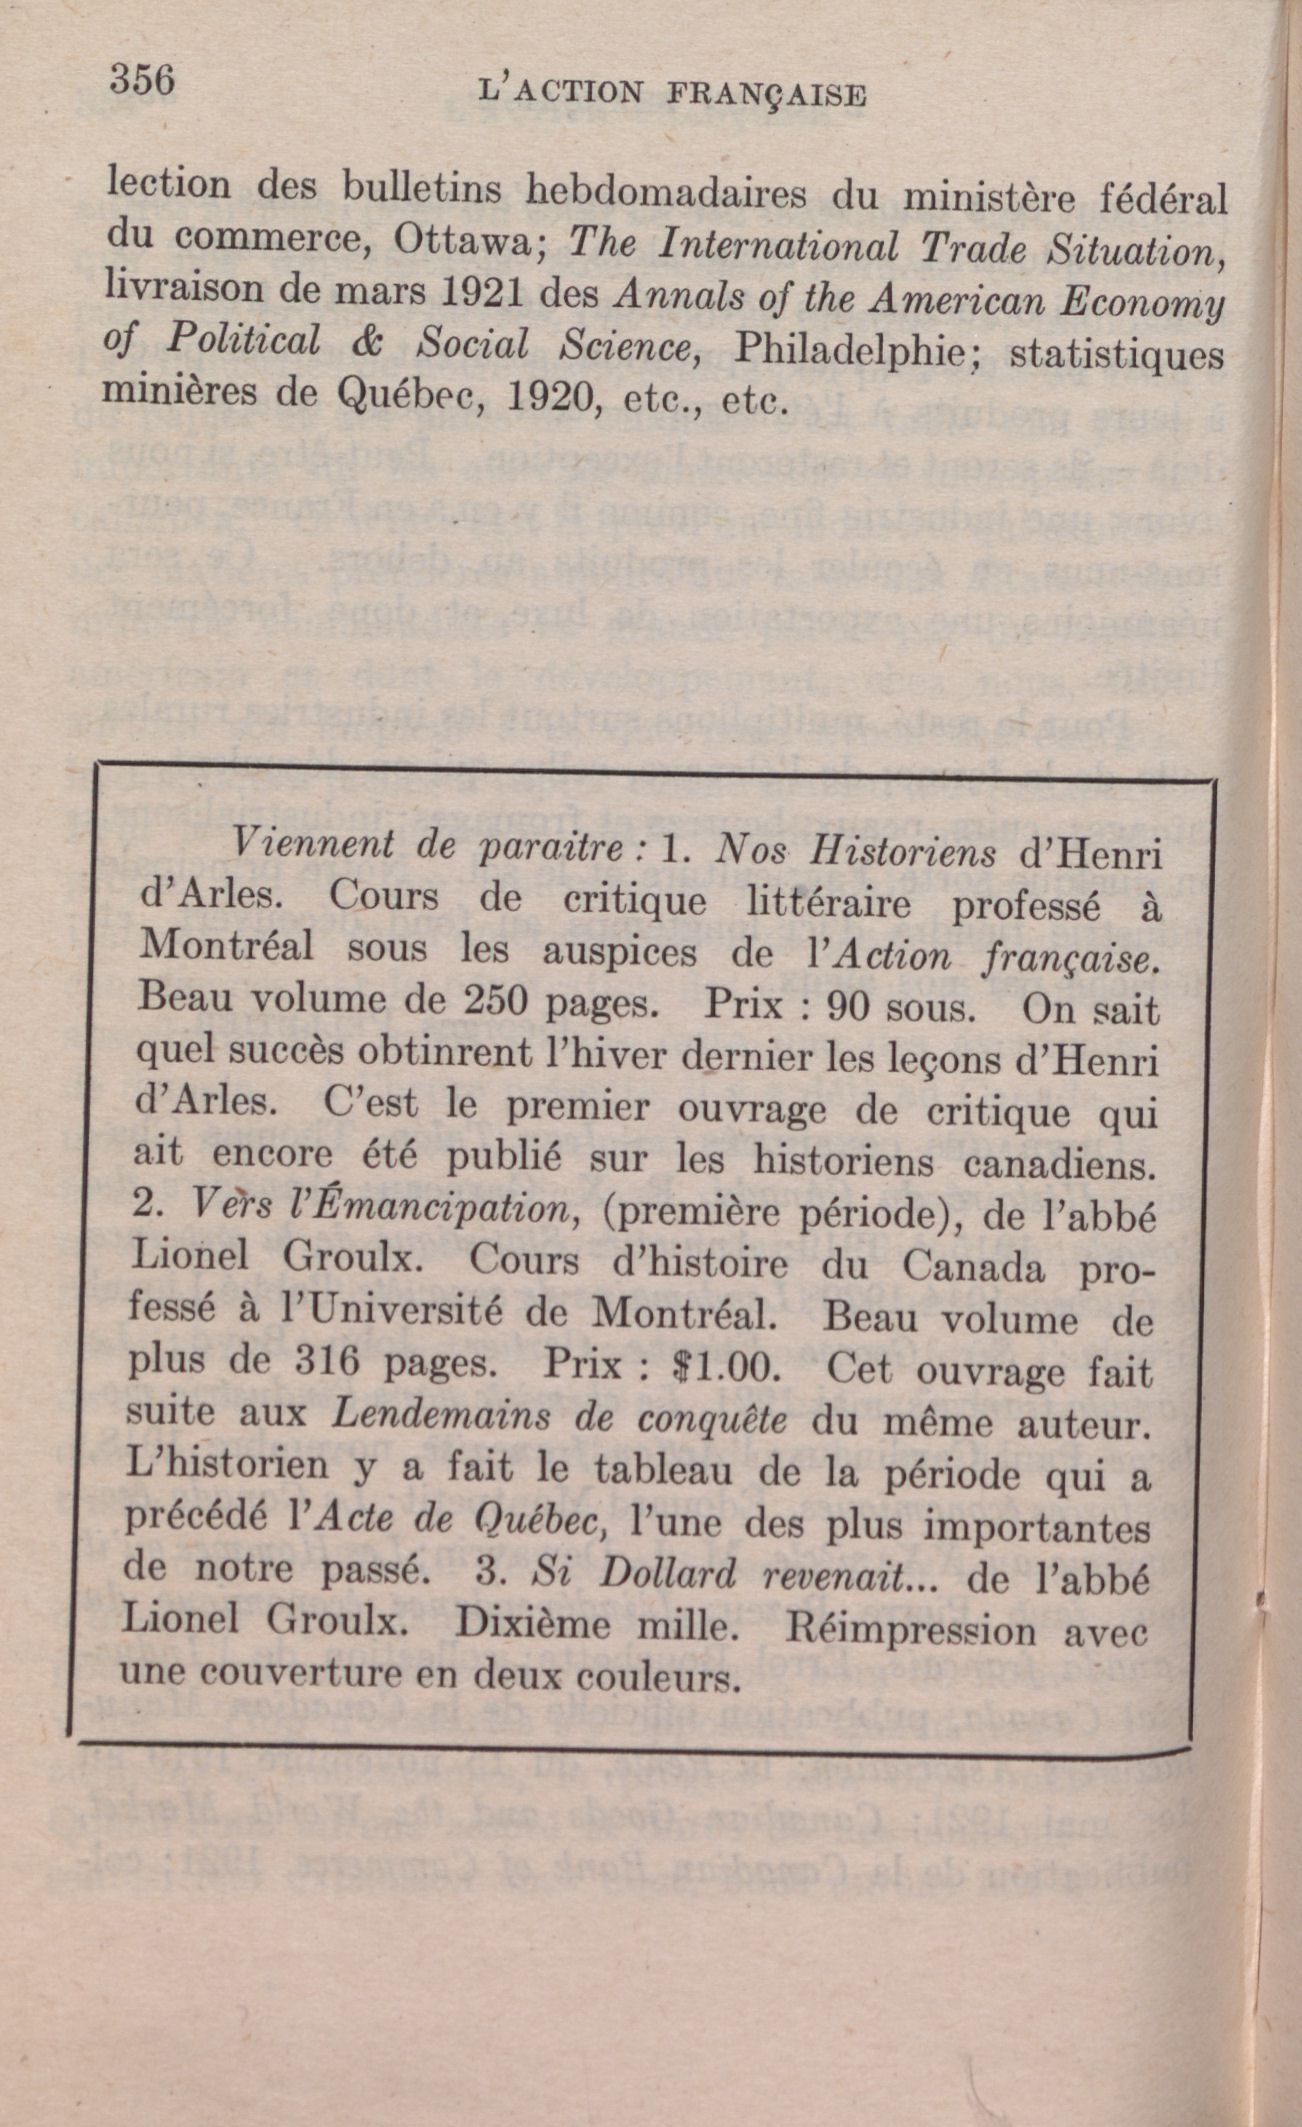 356
L'ACTION FRANÇAISE
lection des bulletins hebdomadaires du ministère fédéral
du commerce, Ottawa; The International Trade Situation,
livraison de mars 1921 des Annals of the American Economy
of Political & Social Science, Philadelphie; statistiques
minières de Québec, 1920, etc., etc.
Viennent de paraitre : 1. Nos Historiens d'Henri
d'Arles. Cours de critique littéraire professé à
Montréal sous les auspices de l'Action française.
Beau volume de 250 pages. Prix : 90 sous. On sait
quel succès obtinrent l'hiver dernier les leçons d'Henri
d'Arles. C'est le premier ouvrage de critique qui
ait encore été publié sur les historiens canadiens.
2. Vers l'Émancipation, (première période), de l'abbé
Lionel Groulx. Cours d'histoire du Canada pro-
fessé à l'Université de Montréal. Beau volume de
plus de 316 pages. Prix : $1.00. Cet ouvrage fait
suite aux Lendemains de conquête du même auteur.
L'historien y a fait le tableau de la période qui a
précédé l'Acte de Québec, l'une des plus importantes
de notre passé. 3. Si Dollard revenait... de l'abbé
Lionel Groulx. Dixième mille. Réimpression avec
une couverture en deux couleurs.